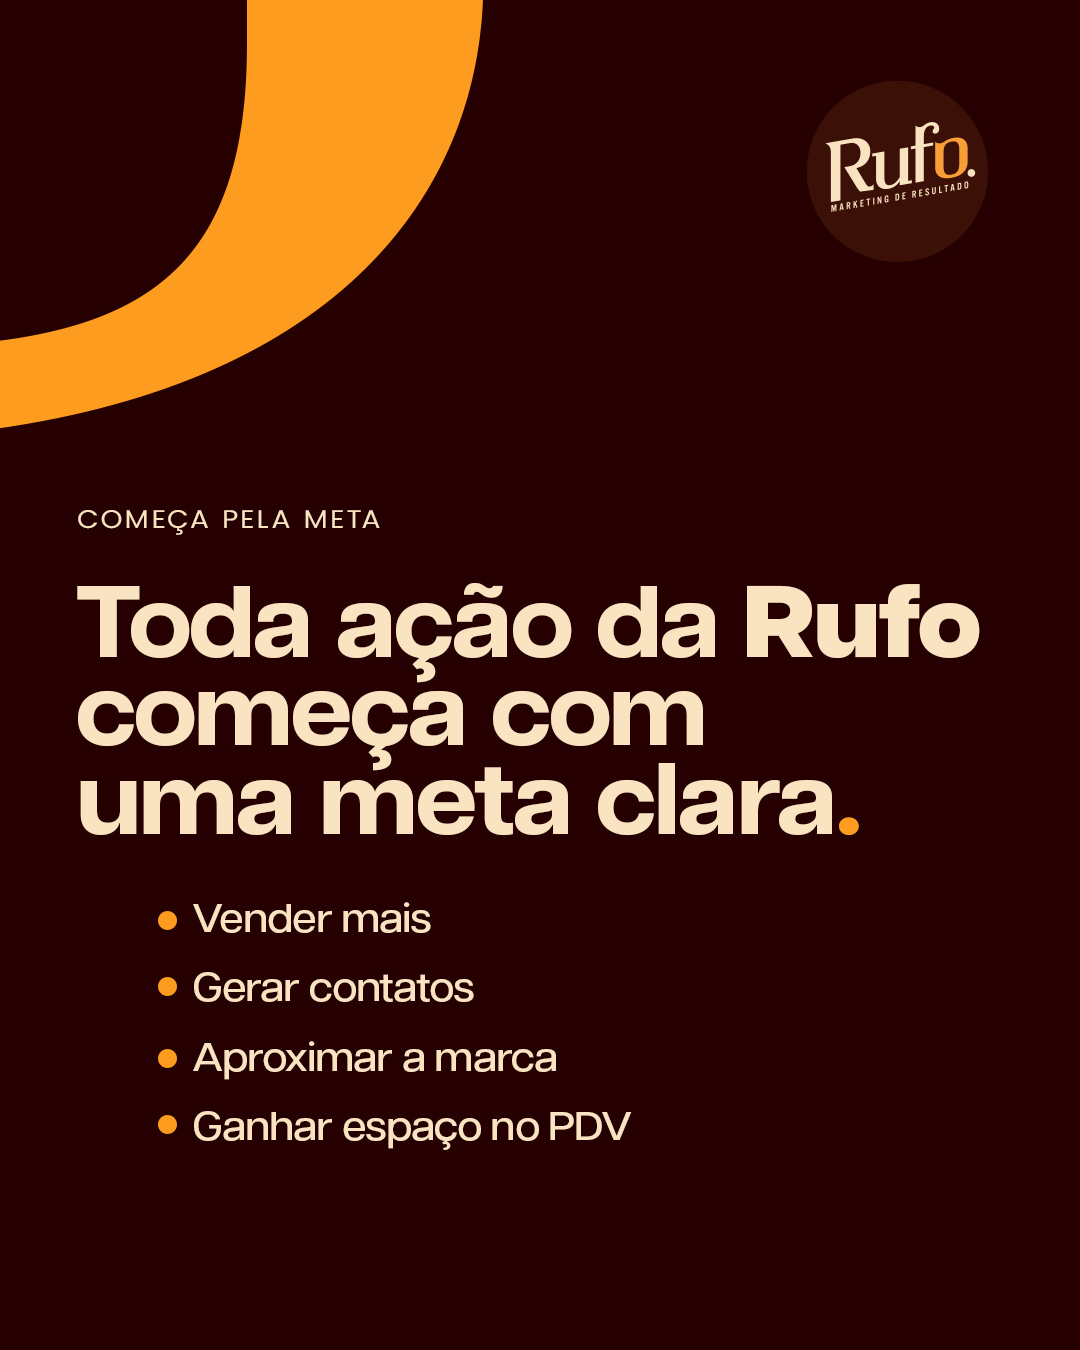 Rufo.
MARKETING DE RESULTADO
COMEÇA PELA META
Toda ação da Rufo
começa com
uma meta clara.
Vender mais
Gerar contatos
Aproximar a marca
Ganhar espaço no PDV